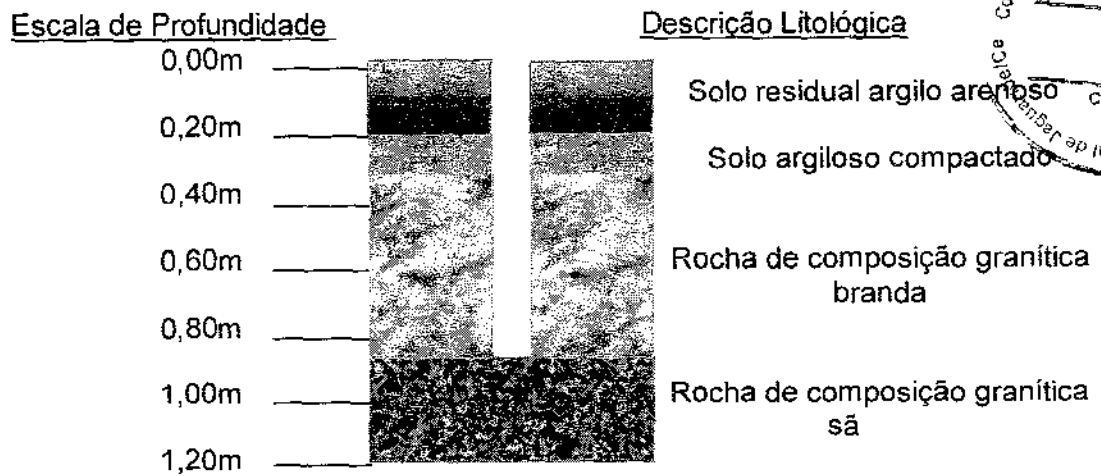 Escala de Profundidade
Descrição Litológica
0,00m
Solo residual argilo arenoso
0,20m
Solo argiloso compactado
0,40m
0,60m
Rocha de composição granítica
branda
0,80m
1,00m
Rocha de composição granítica
sã
1,20m